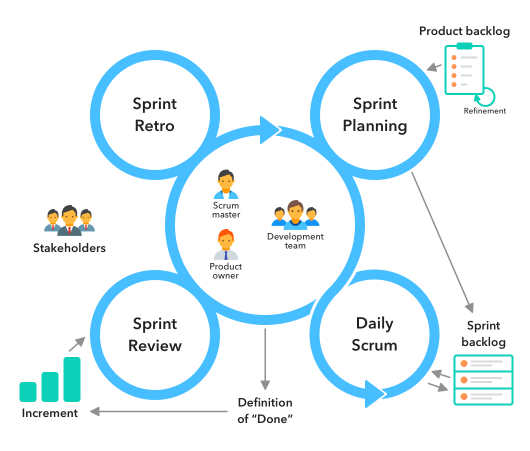 Product backlog
Refinement
Sprint
Retro
Sprint
Planning
Scrum
master
Development
team
Product
owner
Stakeholders
Sprint
Review
Daily
Scrum
Sprint
backlog
Increment
Definition
of "Done"